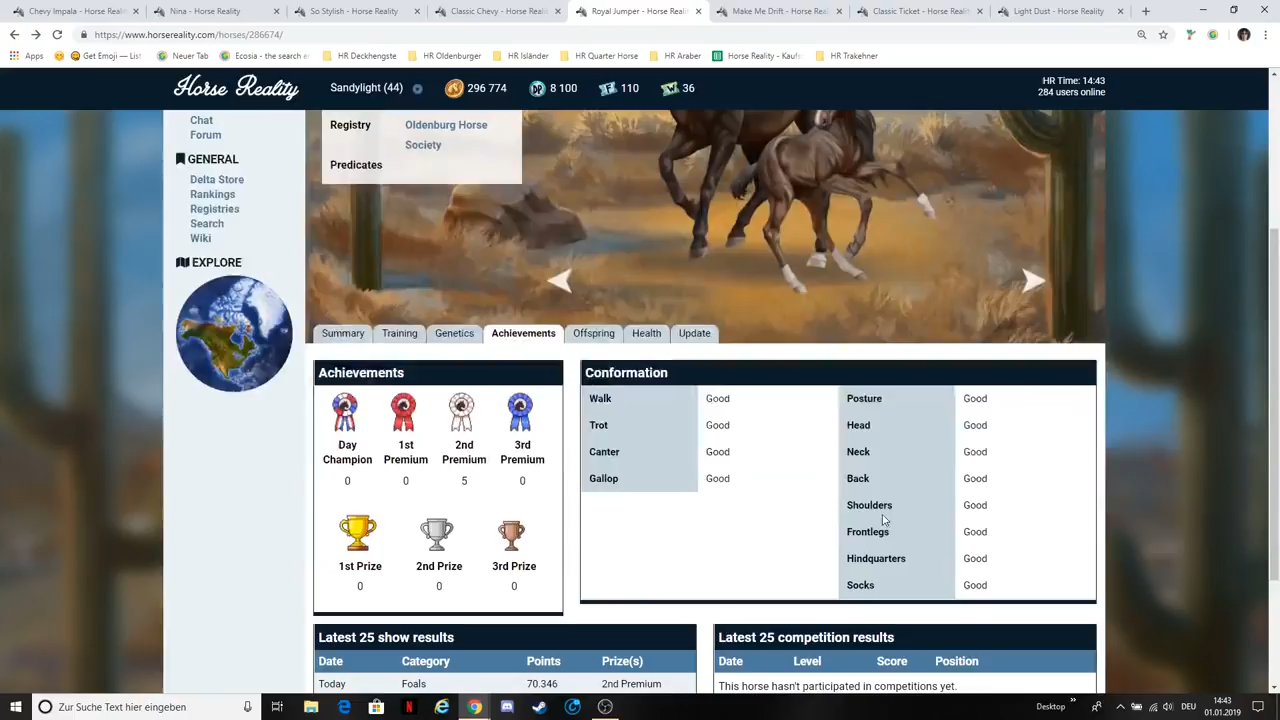 Chevy Impala - Horse Reality
Nina - Horse Reality
So Stylish - Horse Reality
Classic Chevy - Horse Reality
Royal Jumper - Horse Reality
Make Me Drift - Horse Reality
Classic Ticket - Horse Reality
Light Dust - Horse Reality
https://www.horsereality.com/horses/286674/
Apps
Get Emoji — List
Neuer Tab
Ecosia - the search e
HR Deckhengste
HR Oldenburger
HR Quarter Horse
HR Isländer
HR Araber
Horse Reality - Kauf
HR Trakehner
Horse Reality
Sandylight (44)
296 774
8 100
110
36
HR Time: 14:43
284 users online
Chat
Forum
GENERAL
Delta Store
Rankings
Registries
Search
Wiki
EXPLORE
Registry Oldenburg Horse
Society
Predicates
Summary Training Genetics Achievements Offspring Health Update
Achievements
Day Champion
0
1st Premium
0
2nd Premium
5
3rd Premium
0
1st Prize
0
2nd Prize
0
3rd Prize
0
Conformation
Walk Good
Trot Good
Canter Good
Gallop Good
Posture Good
Head Good
Neck Good
Back Good
Shoulders Good
Frontlegs Good
Hindquarters Good
Socks Good
Latest 25 show results
Date Category Points Prize(s)
Today Foals 70.346 2nd Premium
Latest 25 competition results
Date Level Score Position
This horse hasn't participated in competitions yet.
Zur Suche Text hier eingeben
Desktop
DEU
14:43
01.01.2019